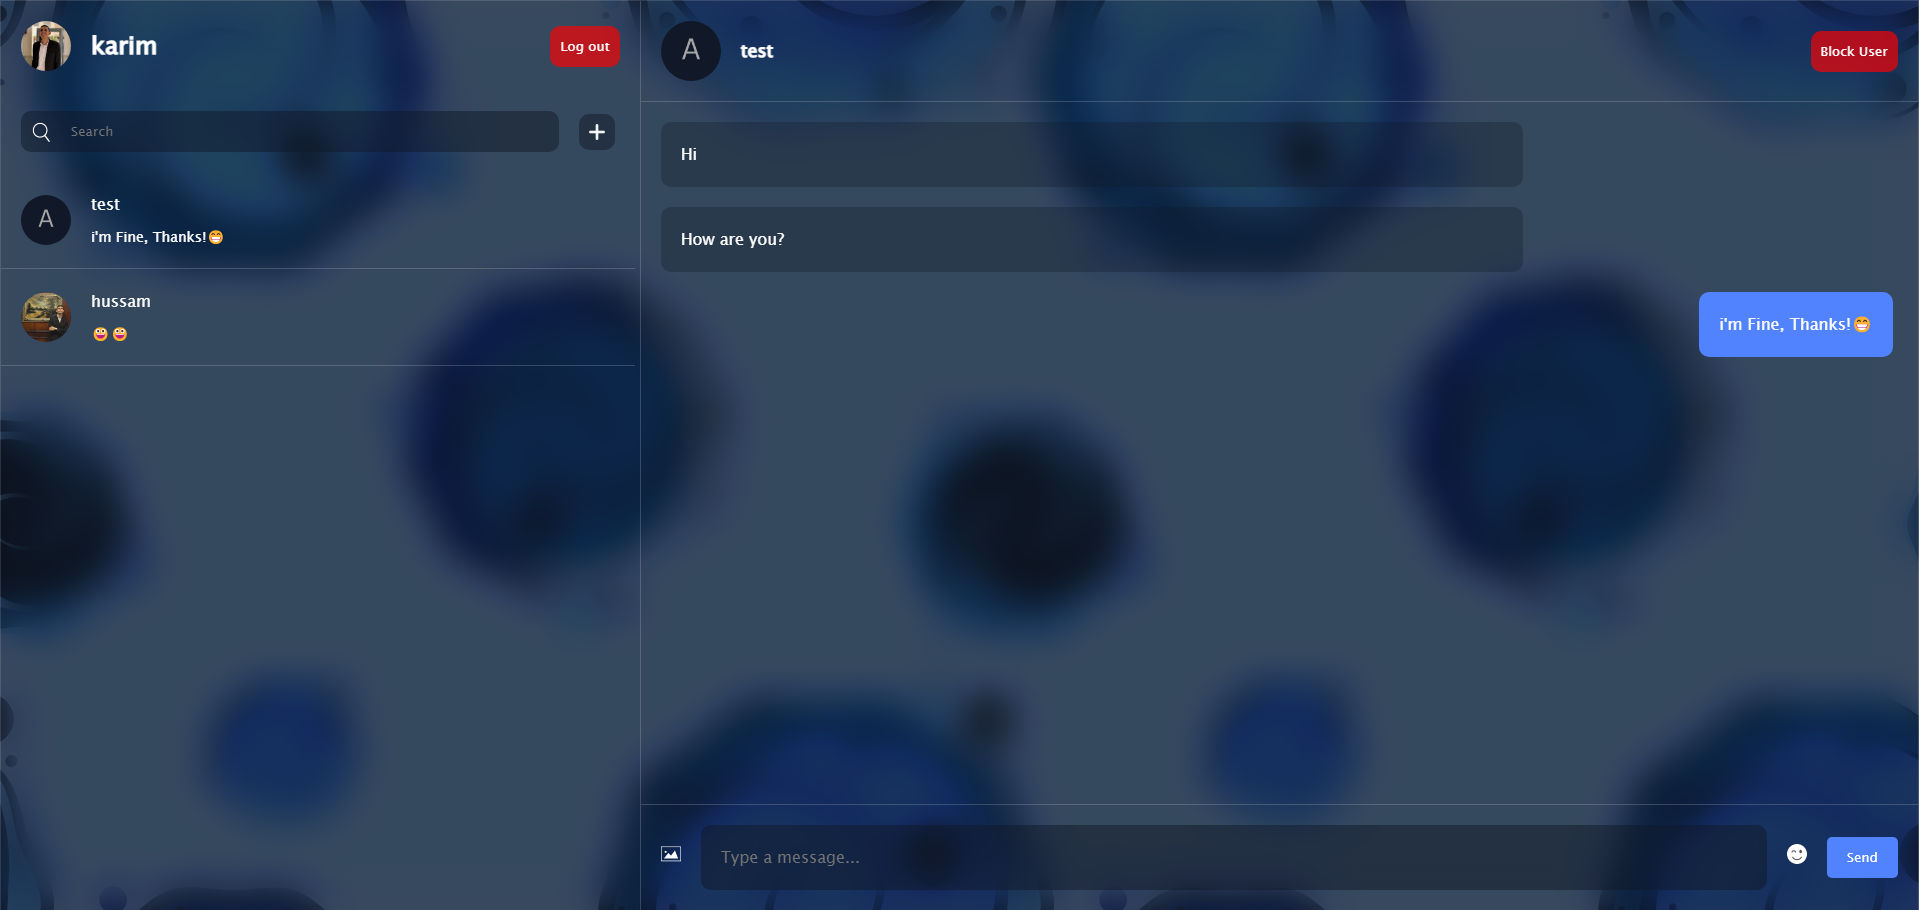 karim
Log out
Search
A
test
i'm Fine, Thanks!😁
hussam
😃😃
A
test
Block User
Hi
How are you?
i'm Fine, Thanks!😁
Type a message...
Send